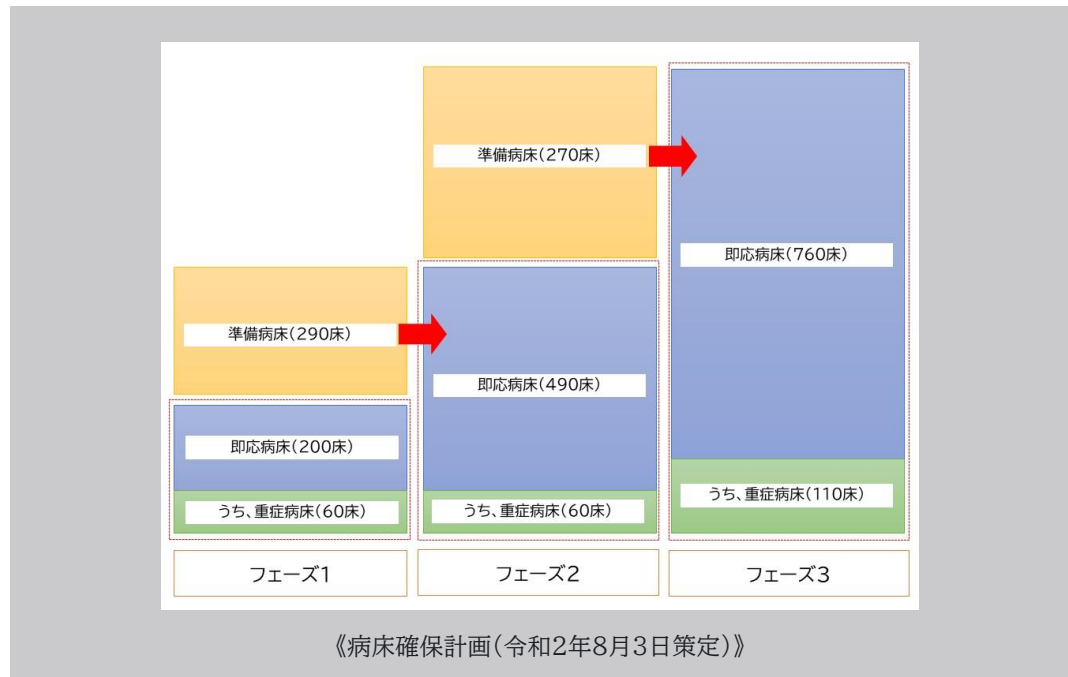 準備病床(270床)
即応病床(760床)
準備病床(290床)
即応病床(490床)
即応病床(200床)
うち、重症病床(60床)
うち、重症病床(60床)
うち、重症病床(110床)
フェーズ1
フェーズ2
フェーズ3
《病床確保計画(令和2年8月3日策定)》